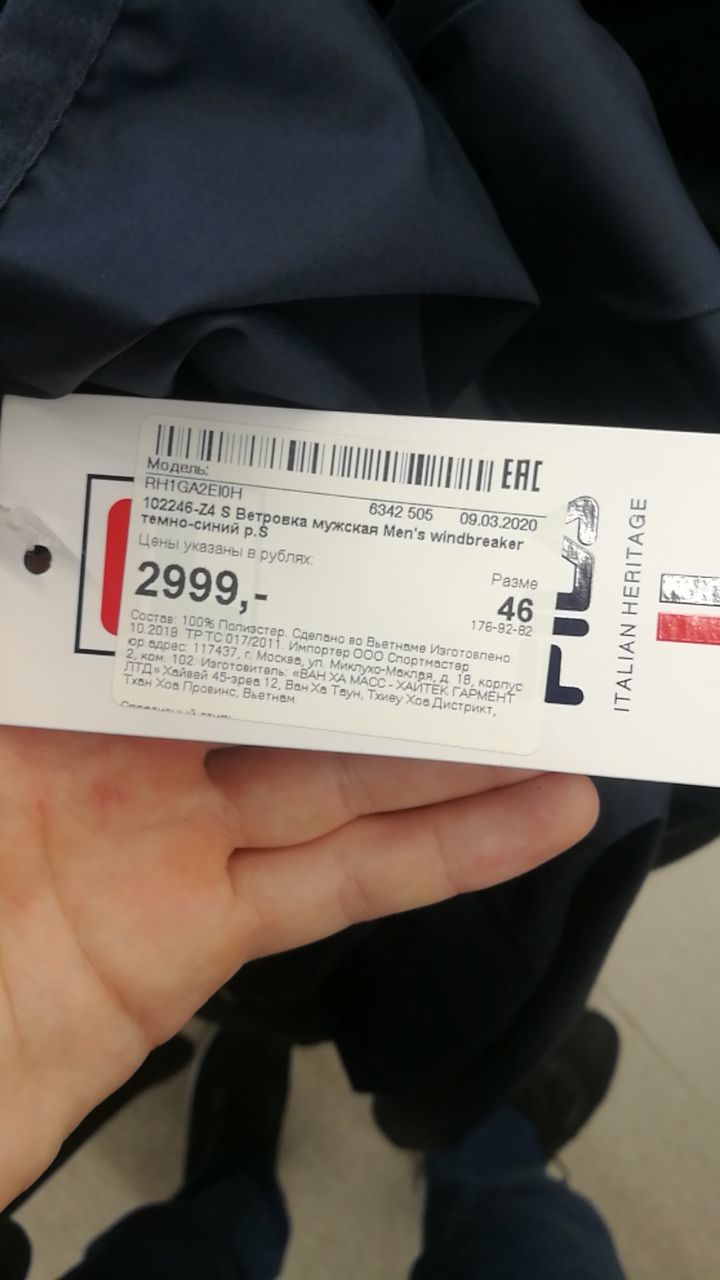 EAC
Модель:
RH1GA2EI0H
6342 505 09.03.2020
102246-Z4 S Ветровка мужская Men's windbreaker
темно-синий р.S
Цены указаны в рублях:
2999,-
Разме
46
176-92-82
Состав: 100% Полиэстер. Сделано во Вьетнаме Изготовлено:
10.2019. ТР ТС 017/2011. Импортер ООО Спортмастер
юр.адрес: 117437, г. Москва, ул. Миклухо-Маклая, д. 18, корпус
2, ком. 102. Изготовитель: «ВАН ХА МАСС - ХАЙТЕК ГАРМЕНТ
ЛТД» Хайвей 45-эреа 12, Ван Ха Таун, Тхиеу Хоа Дистрикт,
Тхан Хоа Провинс, Вьетнам.
FILA
ITALIAN HERITAGE